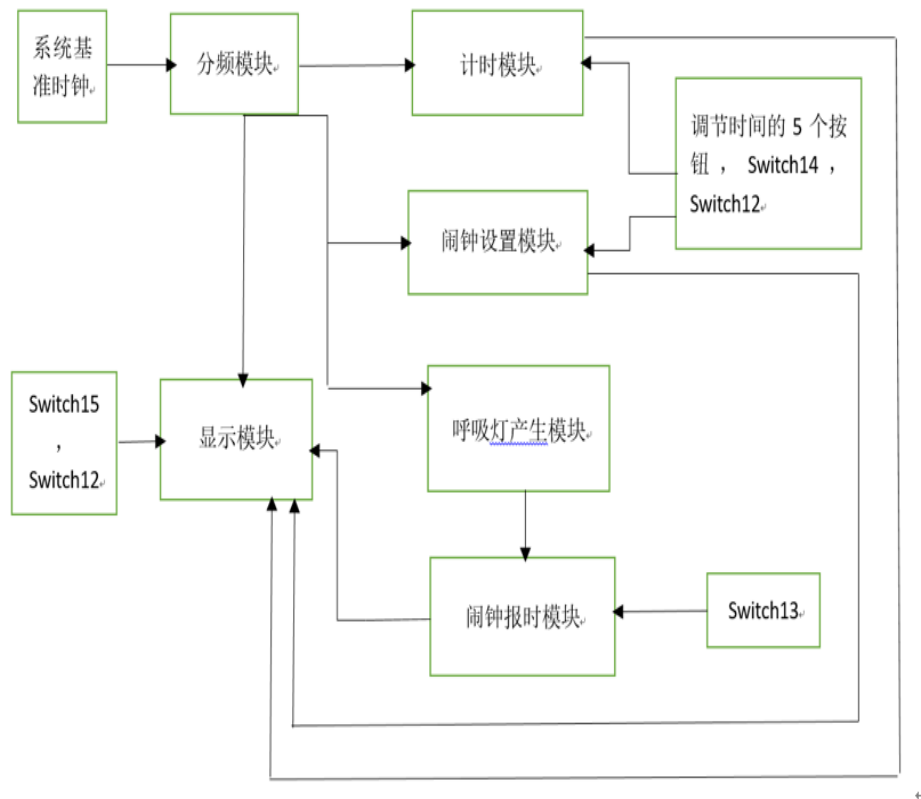 系统基
准时钟
分频模块
计时模块
调节时间的 5 个按
钮 ， Switch14 ，
Switch12
闹钟设置模块
Switch15
，
Switch12
显示模块
呼吸灯产生模块
闹钟报时模块
Switch13